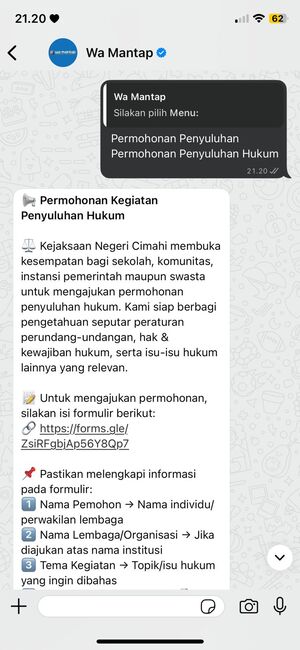 21.20
62
WA MANTAP
Wa Mantap
Wa Mantap
Silakan pilih Menu:
Permohonan Penyuluhan
Permohonan Penyuluhan Hukum
21.20
📢 Permohonan Kegiatan
Penyuluhan Hukum
⚖️ Kejaksaan Negeri Cimahi membuka
kesempatan bagi sekolah, komunitas,
instansi pemerintah maupun swasta
untuk mengajukan permohonan
penyuluhan hukum. Kami siap berbagi
pengetahuan seputar peraturan
perundang-undangan, hak &
kewajiban hukum, serta isu-isu hukum
lainnya yang relevan.
📝 Untuk mengajukan permohonan,
silakan isi formulir berikut:
🔗 https://forms.gle/
ZsiRFgbjAp56Y8Qp7
📌 Pastikan melengkapi informasi
pada formulir:
1️⃣ Nama Pemohon → Nama individu/
perwakilan lembaga
2️⃣ Nama Lembaga/Organisasi → Jika
diajukan atas nama institusi
3️⃣ Tema Kegiatan → Topik/isu hukum
yang ingin dibahas